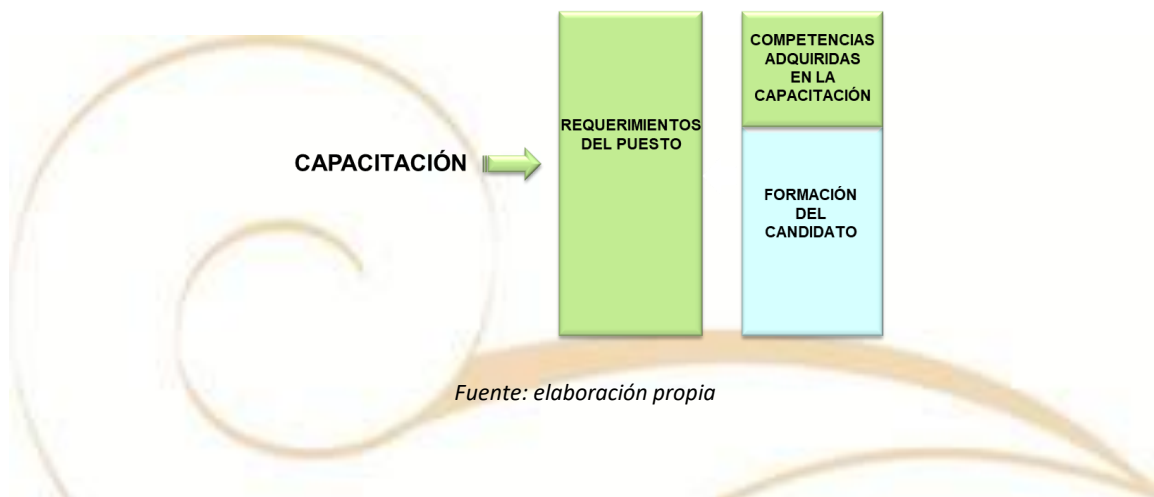 CAPACITACIÓN
REQUERIMIENTOS
DEL PUESTO
COMPETENCIAS
ADQUIRIDAS
EN LA
CAPACITACIÓN
FORMACIÓN
DEL
CANDIDATO
Fuente: elaboración propia